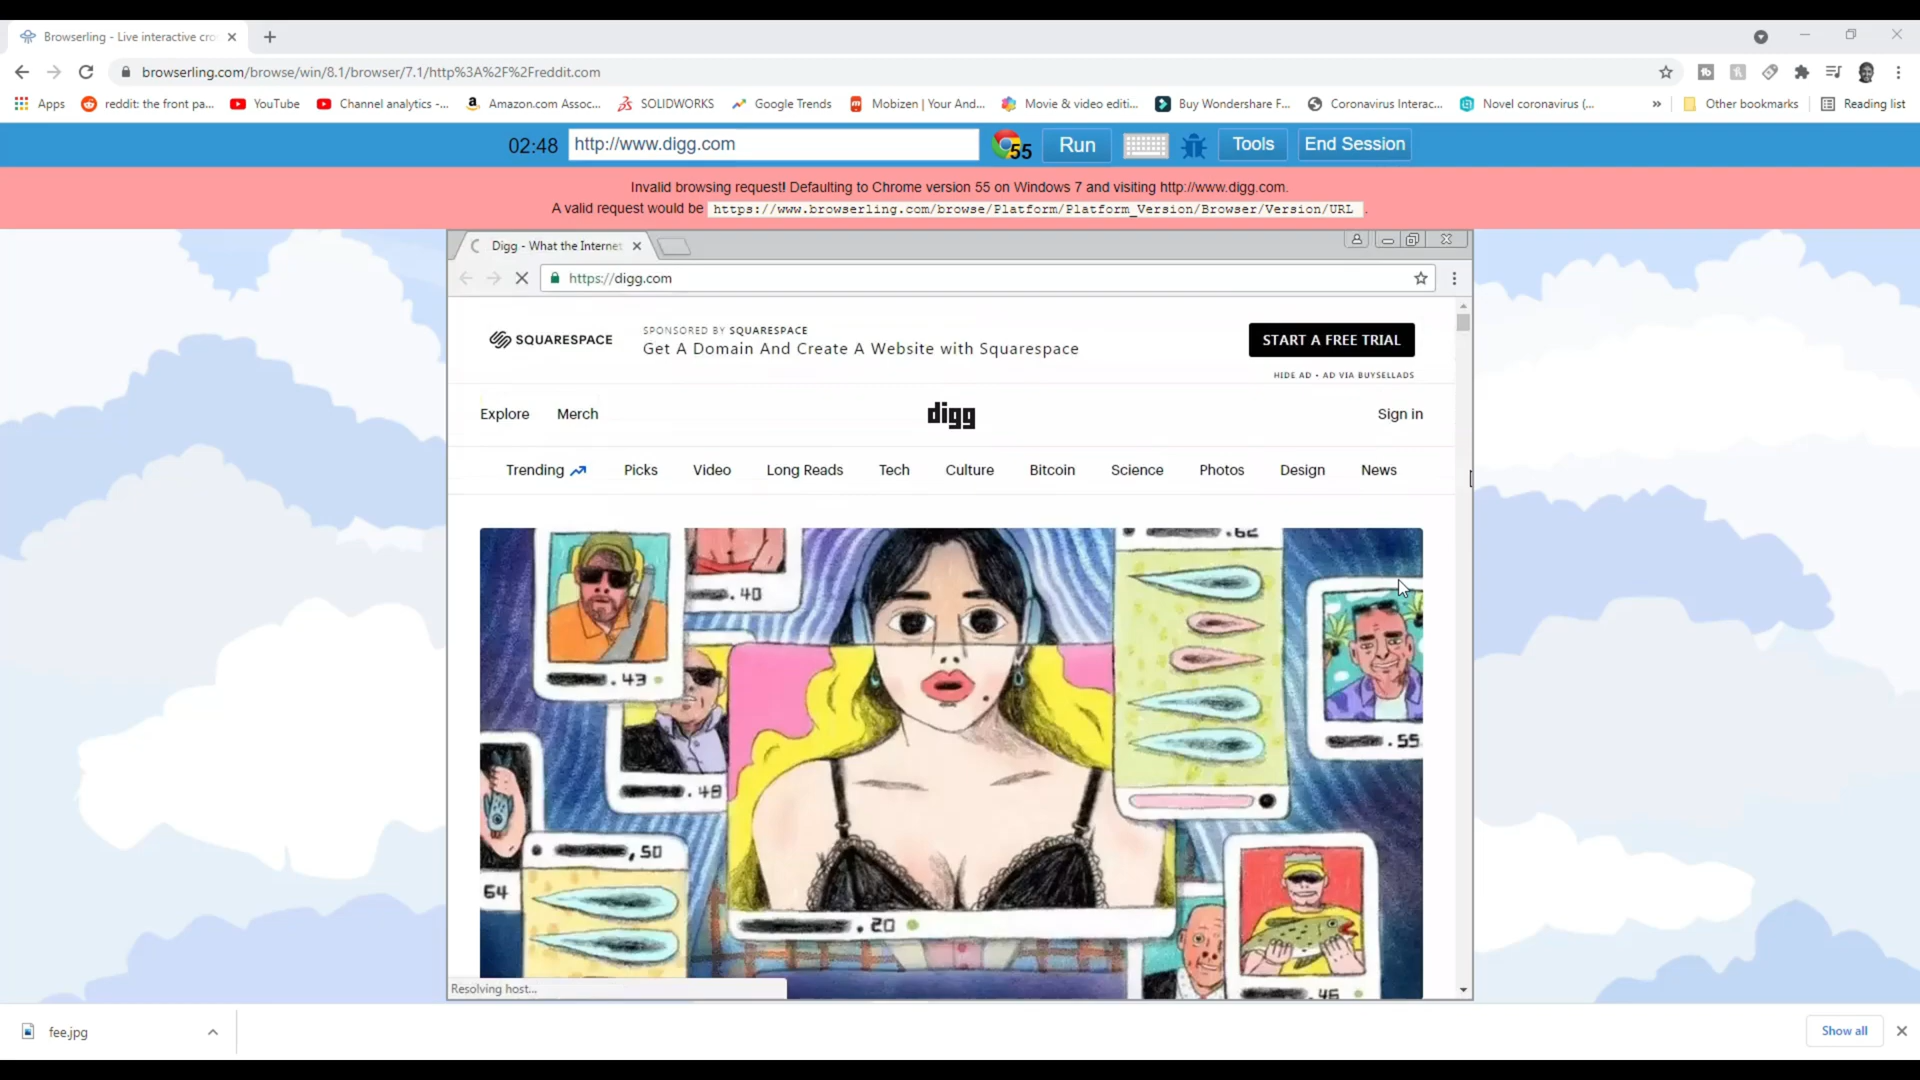 Browserling - Live interactive cro
browserling.com/browse/win/8.1/browser/7.1/http%3A%2F%2Freddit.com
Apps reddit: the front pa... YouTube Channel analytics -... Amazon.com Assoc... SOLIDWORKS Google Trends Mobizen | Your And... Movie & video editi... Buy Wondershare F... Coronavirus Interac... Novel coronavirus (... » Other bookmarks Reading list
02:48 http://www.digg.com 55 Run Tools End Session
Invalid browsing request! Defaulting to Chrome version 55 on Windows 7 and visiting http://www.digg.com.
A valid request would be https://www.browserling.com/browse/Platform/Platform_Version/Browser/Version/URL .
Digg - What the Internet
https://digg.com
SQUARESPACE
SPONSORED BY SQUARESPACE
Get A Domain And Create A Website with Squarespace
START A FREE TRIAL
HIDE AD • AD VIA BUYSELLADS
Explore Merch digg Sign in
Trending Picks Video Long Reads Tech Culture Bitcoin Science Photos Design News
.62
.40
.43
.55
.48
,50
64
.20
Resolving host...
fee.jpg
Show all